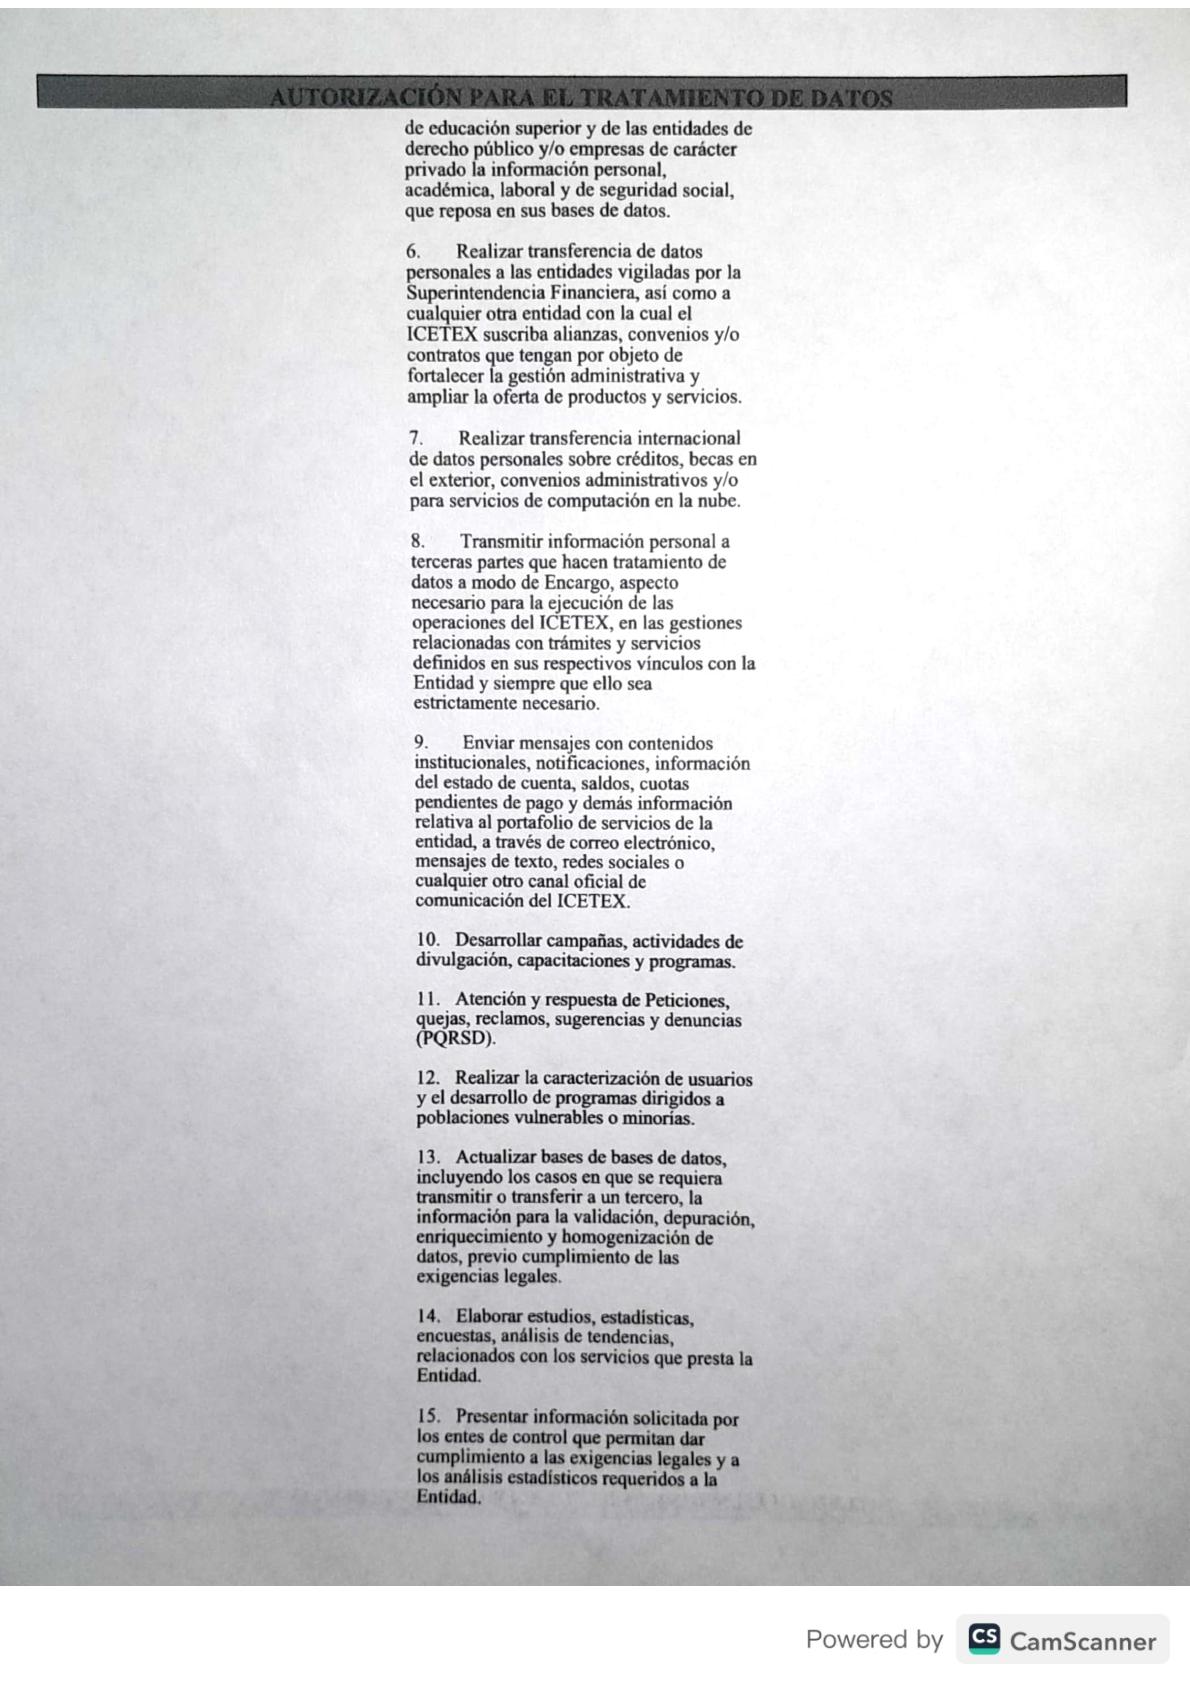 AUTORIZACIÓN PARA EL TRATAMIENTO DE DATOS
de educación superior y de las entidades de
derecho público y/o empresas de carácter
privado la información personal,
académica, laboral y de seguridad social,
que reposa en sus bases de datos.
6. Realizar transferencia de datos
personales a las entidades vigiladas por la
Superintendencia Financiera, así como a
cualquier otra entidad con la cual el
ICETEX suscriba alianzas, convenios y/o
contratos que tengan por objeto de
fortalecer la gestión administrativa y
ampliar la oferta de productos y servicios.
7. Realizar transferencia internacional
de datos personales sobre créditos, becas en
el exterior, convenios administrativos y/o
para servicios de computación en la nube.
8. Transmitir información personal a
terceras partes que hacen tratamiento de
datos a modo de Encargo, aspecto
necesario para la ejecución de las
operaciones del ICETEX, en las gestiones
relacionadas con trámites y servicios
definidos en sus respectivos vínculos con la
Entidad y siempre que ello sea
estrictamente necesario.
9. Enviar mensajes con contenidos
institucionales, notificaciones, información
del estado de cuenta, saldos, cuotas
pendientes de pago y demás información
relativa al portafolio de servicios de la
entidad, a través de correo electrónico,
mensajes de texto, redes sociales o
cualquier otro canal oficial de
comunicación del ICETEX.
10. Desarrollar campañas, actividades de
divulgación, capacitaciones y programas.
11. Atención y respuesta de Peticiones,
quejas, reclamos, sugerencias y denuncias
(PQRSD).
12. Realizar la caracterización de usuarios
y el desarrollo de programas dirigidos a
poblaciones vulnerables o minorías.
13. Actualizar bases de bases de datos,
incluyendo los casos en que se requiera
transmitir o transferir a un tercero, la
información para la validación, depuración,
enriquecimiento y homogenización de
datos, previo cumplimiento de las
exigencias legales.
14. Elaborar estudios, estadísticas,
encuestas, análisis de tendencias,
relacionados con los servicios que presta la
Entidad.
15. Presentar información solicitada por
los entes de control que permitan dar
cumplimiento a las exigencias legales y a
los análisis estadísticos requeridos a la
Entidad.
Powered by CS CamScanner